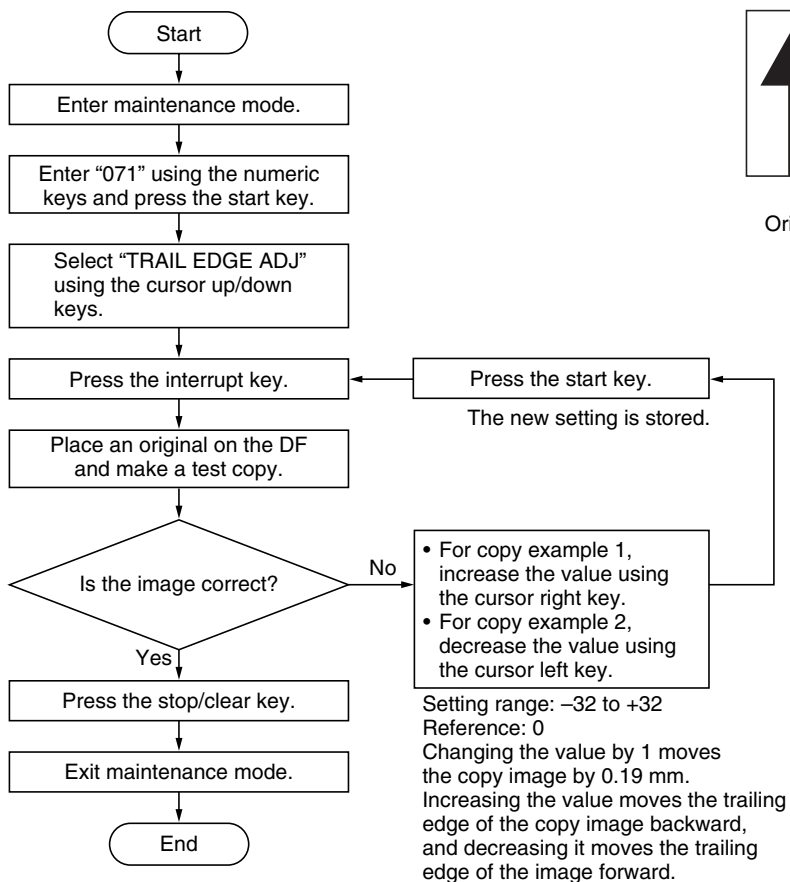 Start
Enter maintenance mode.
Enter “071” using the numeric
keys and press the start key.
Select “TRAIL EDGE ADJ”
using the cursor up/down
keys.
Press the interrupt key.
Press the start key.
The new setting is stored.
Place an original on the DF
and make a test copy.
Is the image correct?
No
• For copy example 1,
increase the value using
the cursor right key.
• For copy example 2,
decrease the value using
the cursor left key.
Yes
Press the stop/clear key.
Exit maintenance mode.
End
Setting range: –32 to +32
Reference: 0
Changing the value by 1 moves
the copy image by 0.19 mm.
Increasing the value moves the trailing
edge of the copy image backward,
and decreasing it moves the trailing
edge of the image forward.